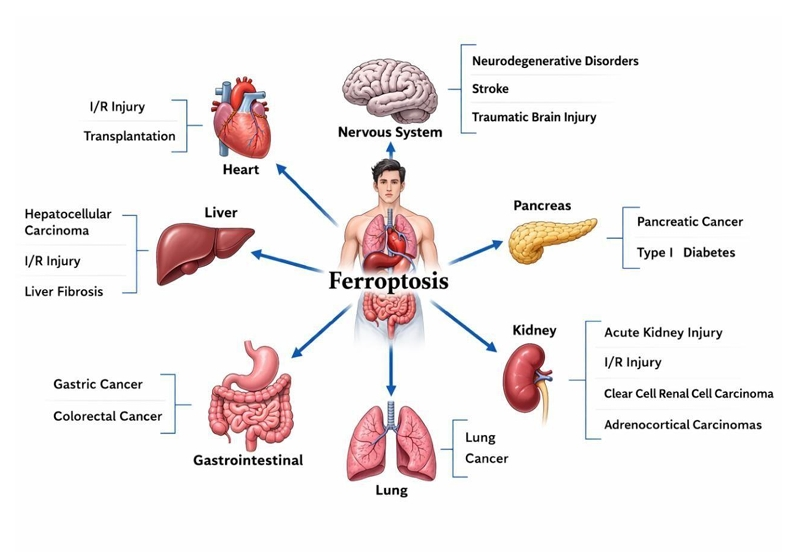 Neurodegenerative Disorders
Stroke
Traumatic Brain Injury
Nervous System
I/R Injury
Transplantation
Heart
Hepatocellular
Carcinoma
I/R Injury
Liver Fibrosis
Liver
Pancreas
Pancreatic Cancer
Type I Diabetes
Ferroptosis
Kidney
Acute Kidney Injury
I/R Injury
Clear Cell Renal Cell Carcinoma
Adrenocortical Carcinomas
Gastric Cancer
Colorectal Cancer
Gastrointestinal
Lung
Cancer
Lung